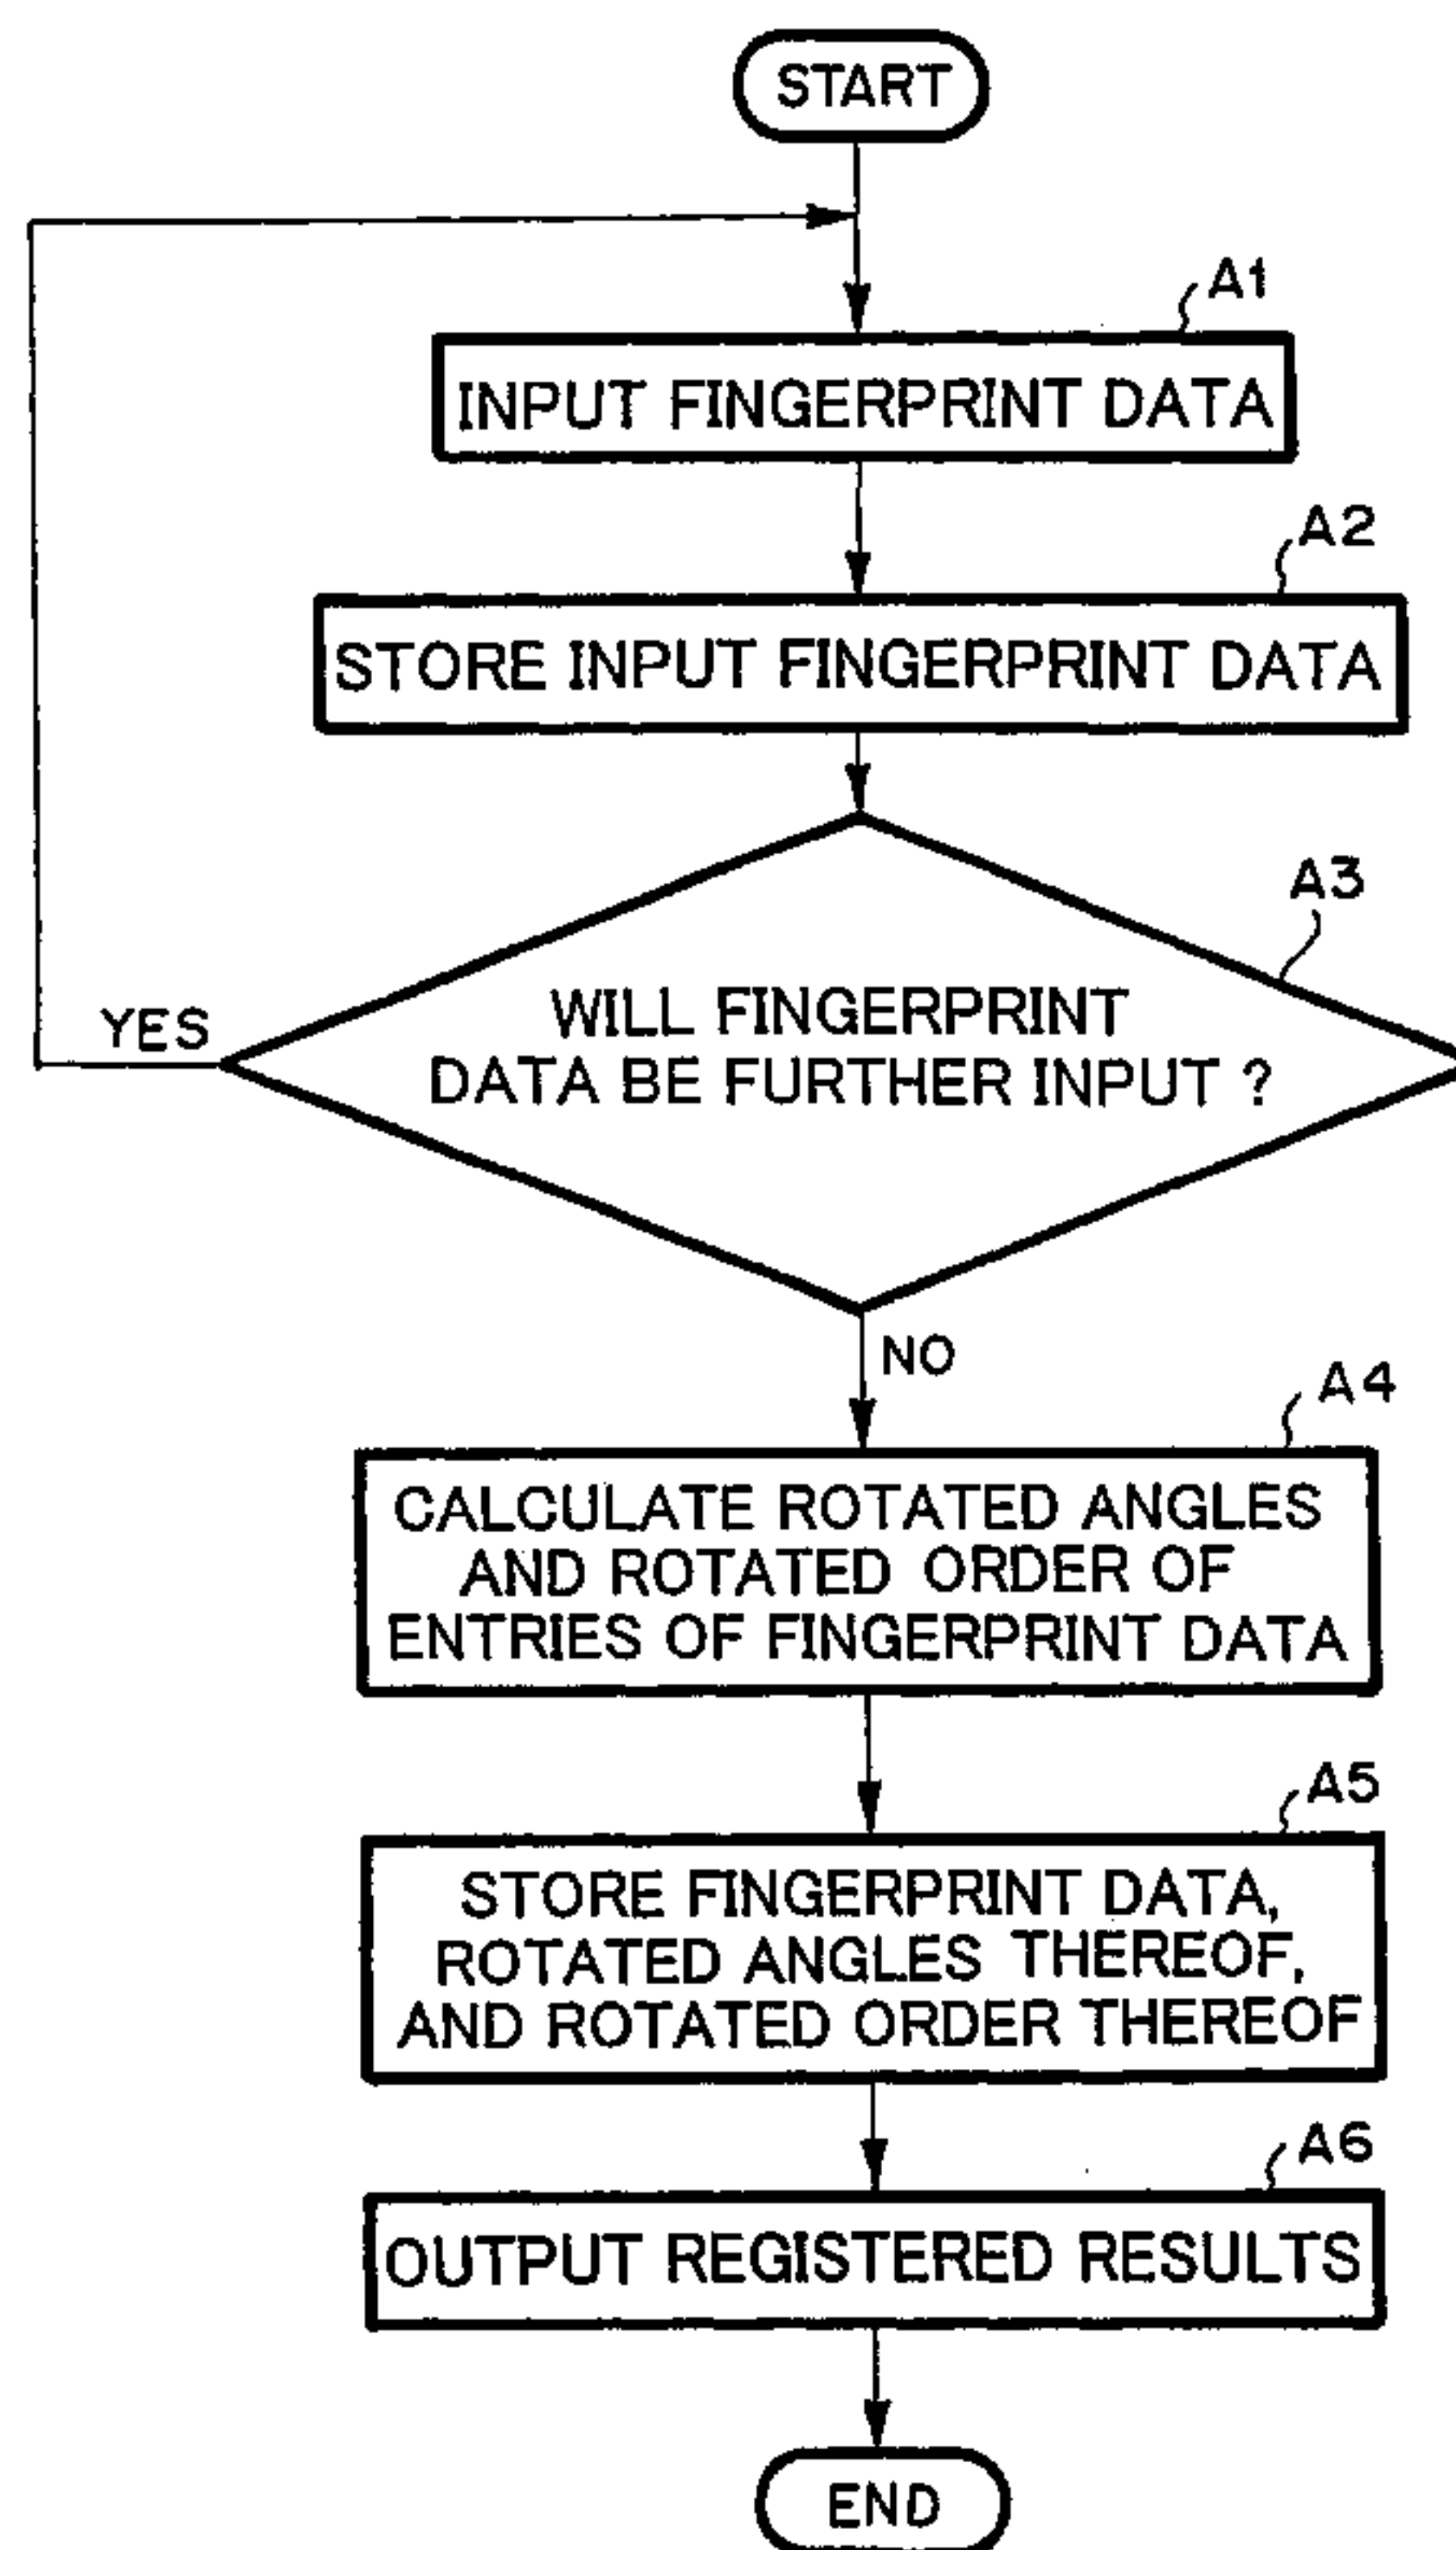 START
A1
INPUT FINGERPRINT DATA
A2
STORE INPUT FINGERPRINT DATA
A3
WILL FINGERPRINT
DATA BE FURTHER INPUT ?
YES
NO
A4
CALCULATE ROTATED ANGLES
AND ROTATED ORDER OF
ENTRIES OF FINGERPRINT DATA
A5
STORE FINGERPRINT DATA,
ROTATED ANGLES THEREOF,
AND ROTATED ORDER THEREOF
A6
OUTPUT REGISTERED RESULTS
END